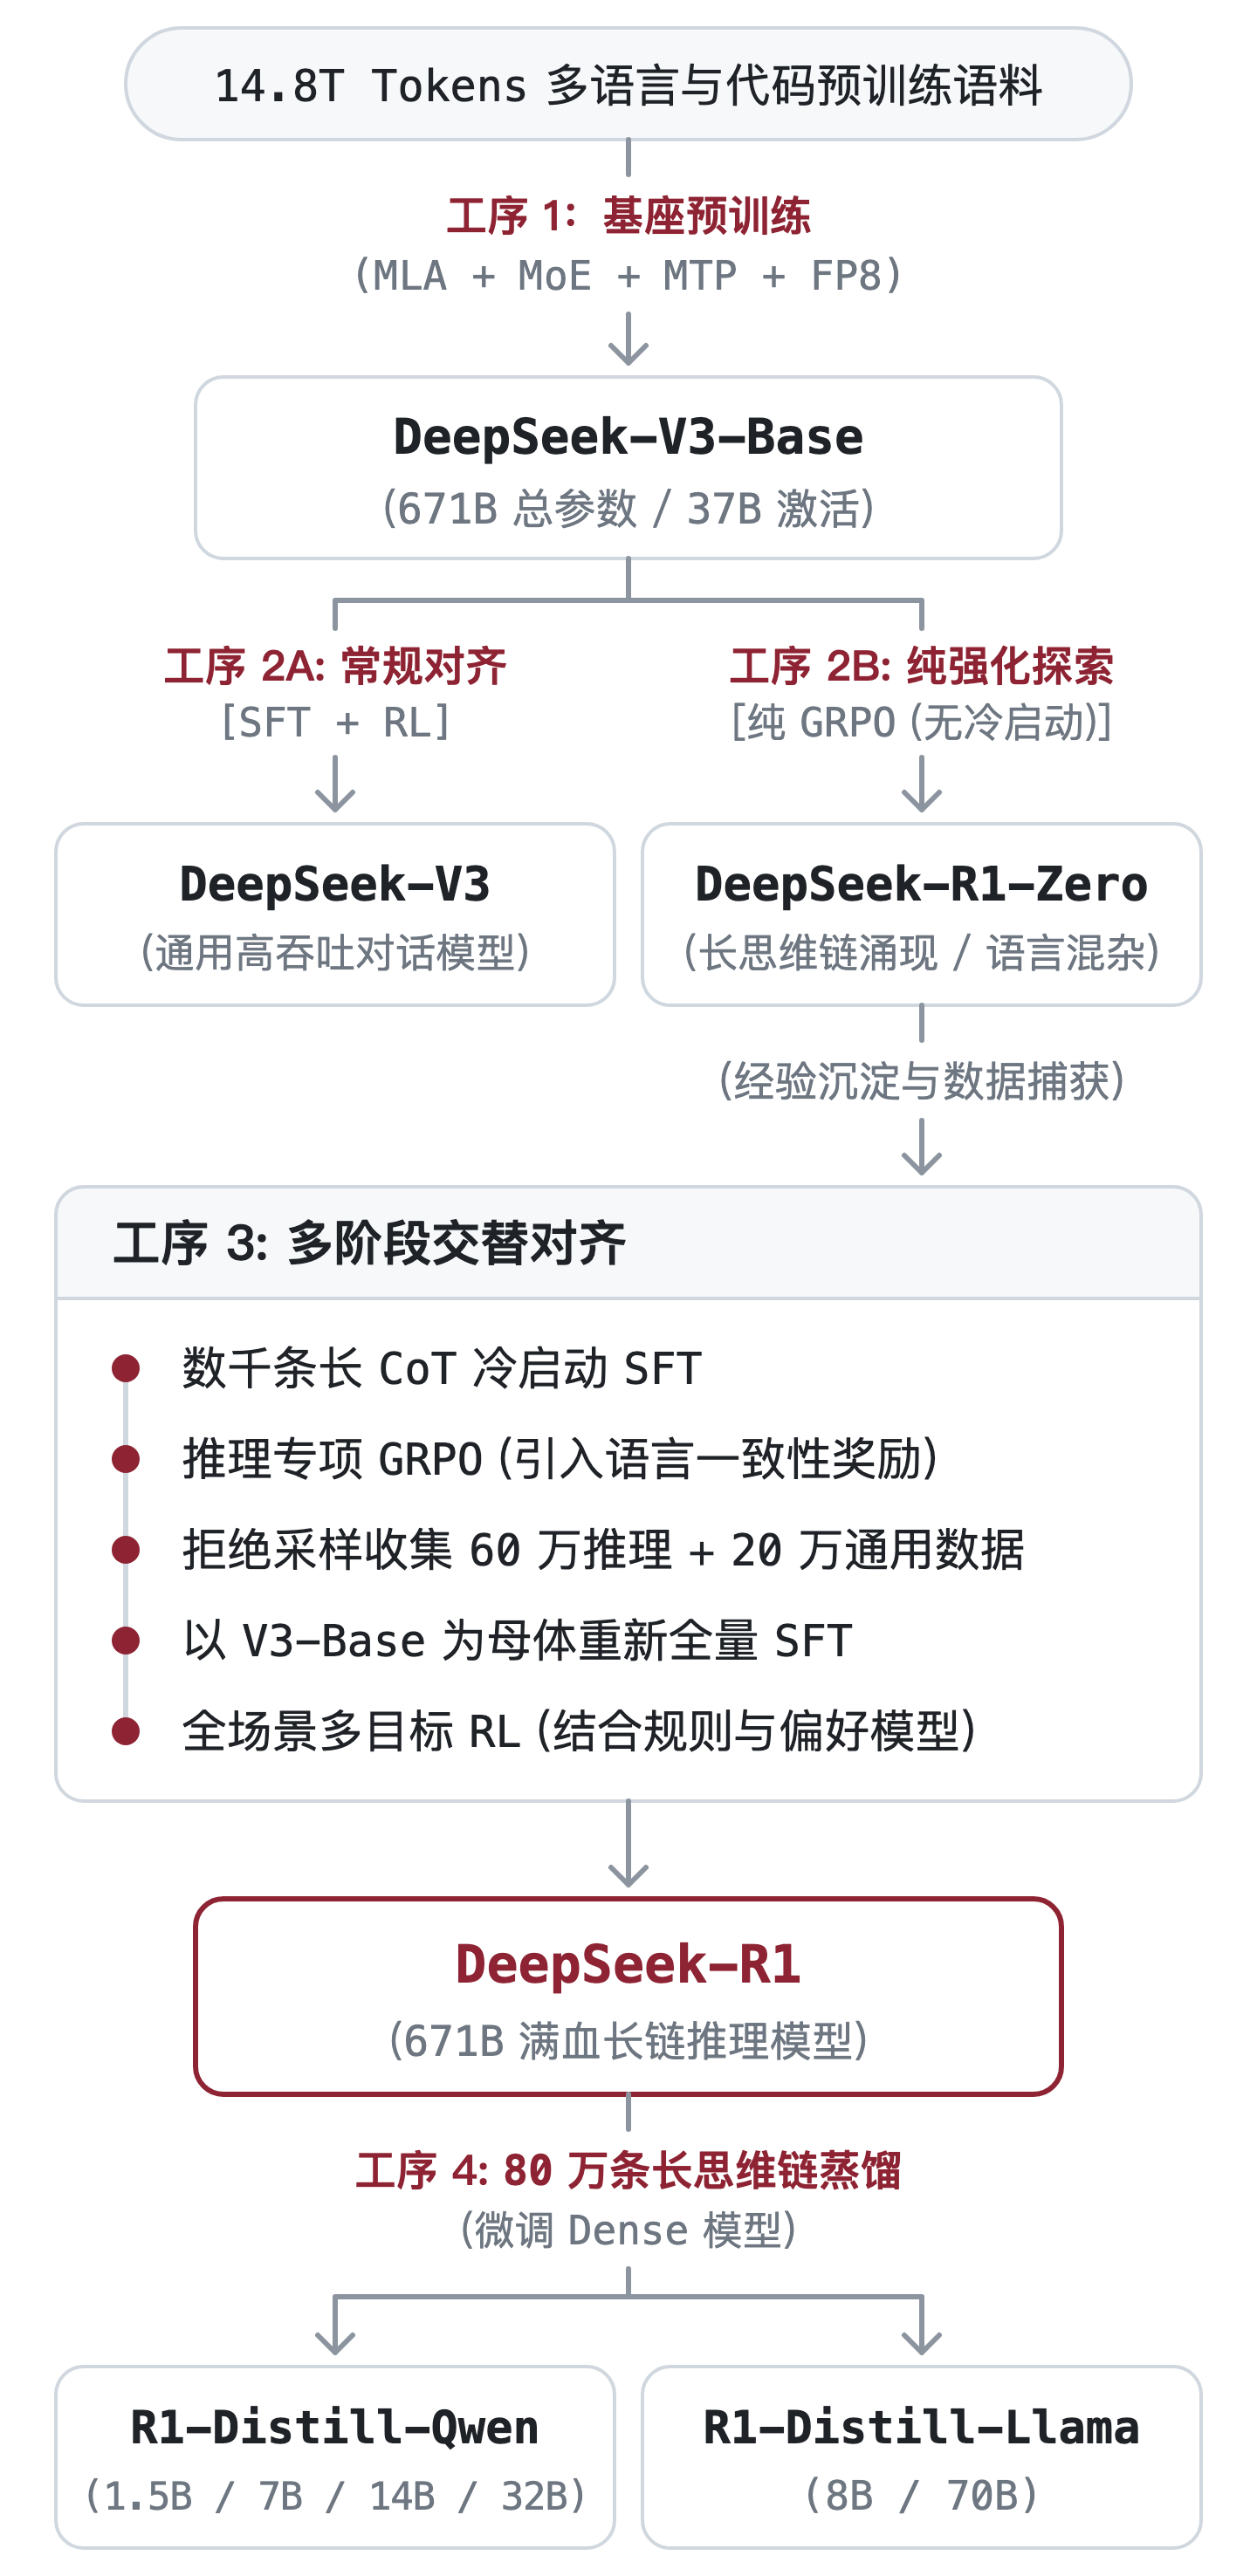 14.8T Tokens 多语言与代码预训练语料
工序 1: 基座预训练
(MLA + MoE + MTP + FP8)
DeepSeek-V3-Base
(671B 总参数 / 37B 激活)
工序 2A: 常规对齐
[SFT + RL]
工序 2B: 纯强化探索
[纯 GRPO (无冷启动)]
DeepSeek-V3
(通用高吞吐对话模型)
DeepSeek-R1-Zero
(长思维链涌现 / 语言混杂)
(经验沉淀与数据捕获)
工序 3: 多阶段交替对齐
数千条长 CoT 冷启动 SFT
推理专项 GRPO (引入语言一致性奖励)
拒绝采样收集 60 万推理 + 20 万通用数据
以 V3-Base 为母体重新全量 SFT
全场景多目标 RL (结合规则与偏好模型)
DeepSeek-R1
(671B 满血长链推理模型)
工序 4: 80 万条长思维链蒸馏
(微调 Dense 模型)
R1-Distill-Qwen
(1.5B / 7B / 14B / 32B)
R1-Distill-Llama
(8B / 70B)